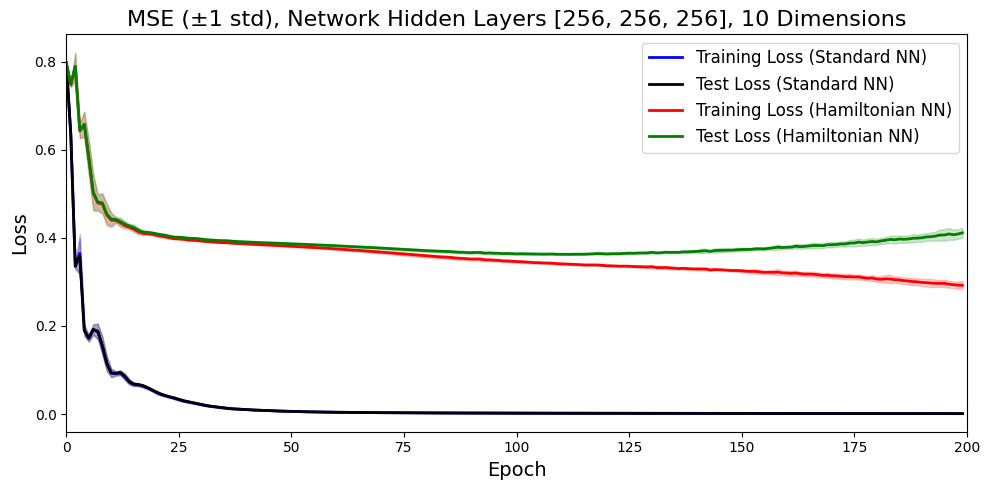 MSE (±1 std), Network Hidden Layers [256, 256, 256], 10 Dimensions
Training Loss (Standard NN)
Test Loss (Standard NN)
Training Loss (Hamiltonian NN)
Test Loss (Hamiltonian NN)
Loss
0.8
0.6
0.4
0.2
0.0
0 25 50 75 100 125 150 175 200
Epoch